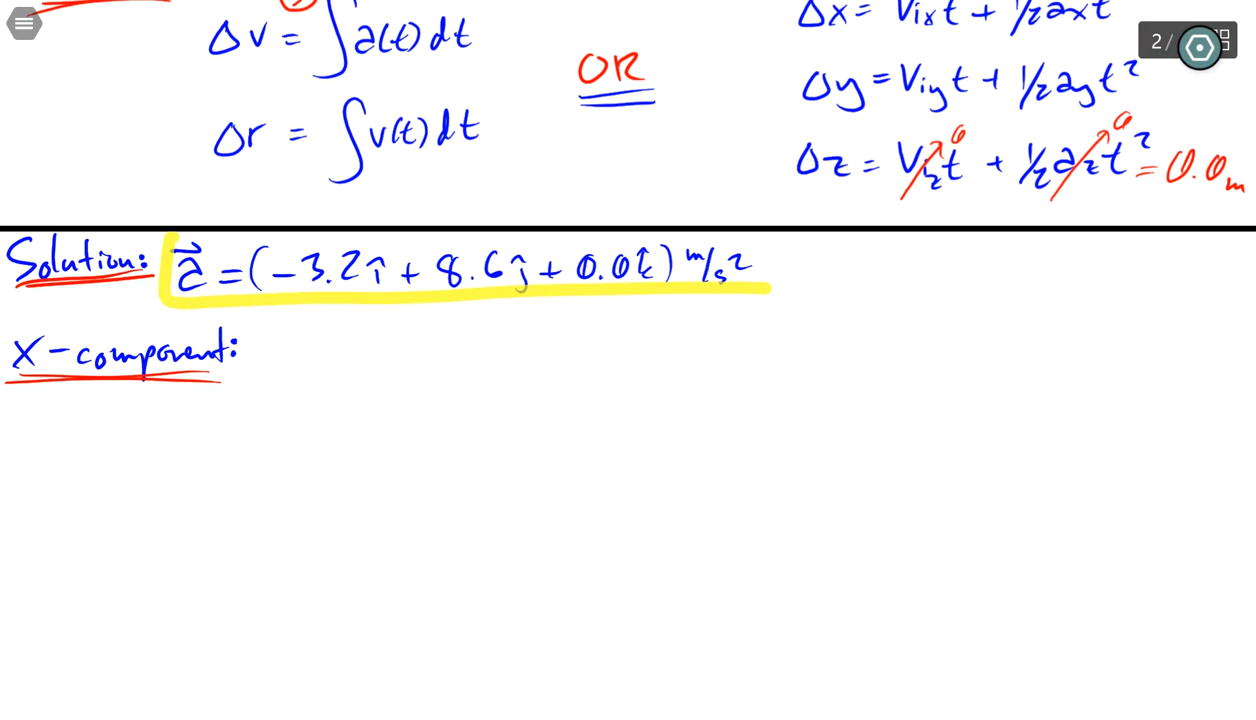 Δv = ∫a(t)dt
Δr = ∫v(t)dt
OR
Δx = Vixt + 1/2axt
Δy = Viyt + 1/2ayt²
Δz = Vizt + 1/2azt² = 0.0m
2/
Solution: a⃗ = (-3.2î + 8.6ĵ + 0.0k̂) m/s²
X-component: